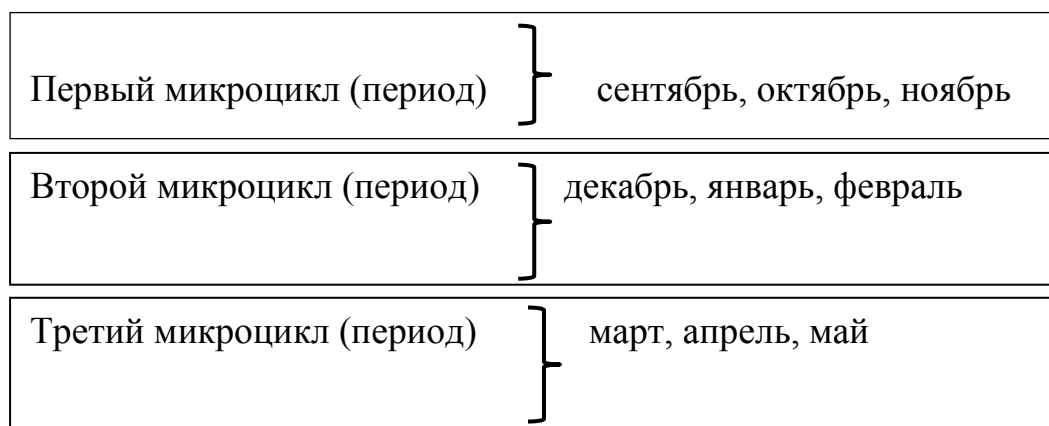 Первый микроцикл (период) сентябрь, октябрь, ноябрь
Второй микроцикл (период) декабрь, январь, февраль
Третий микроцикл (период) март, апрель, май